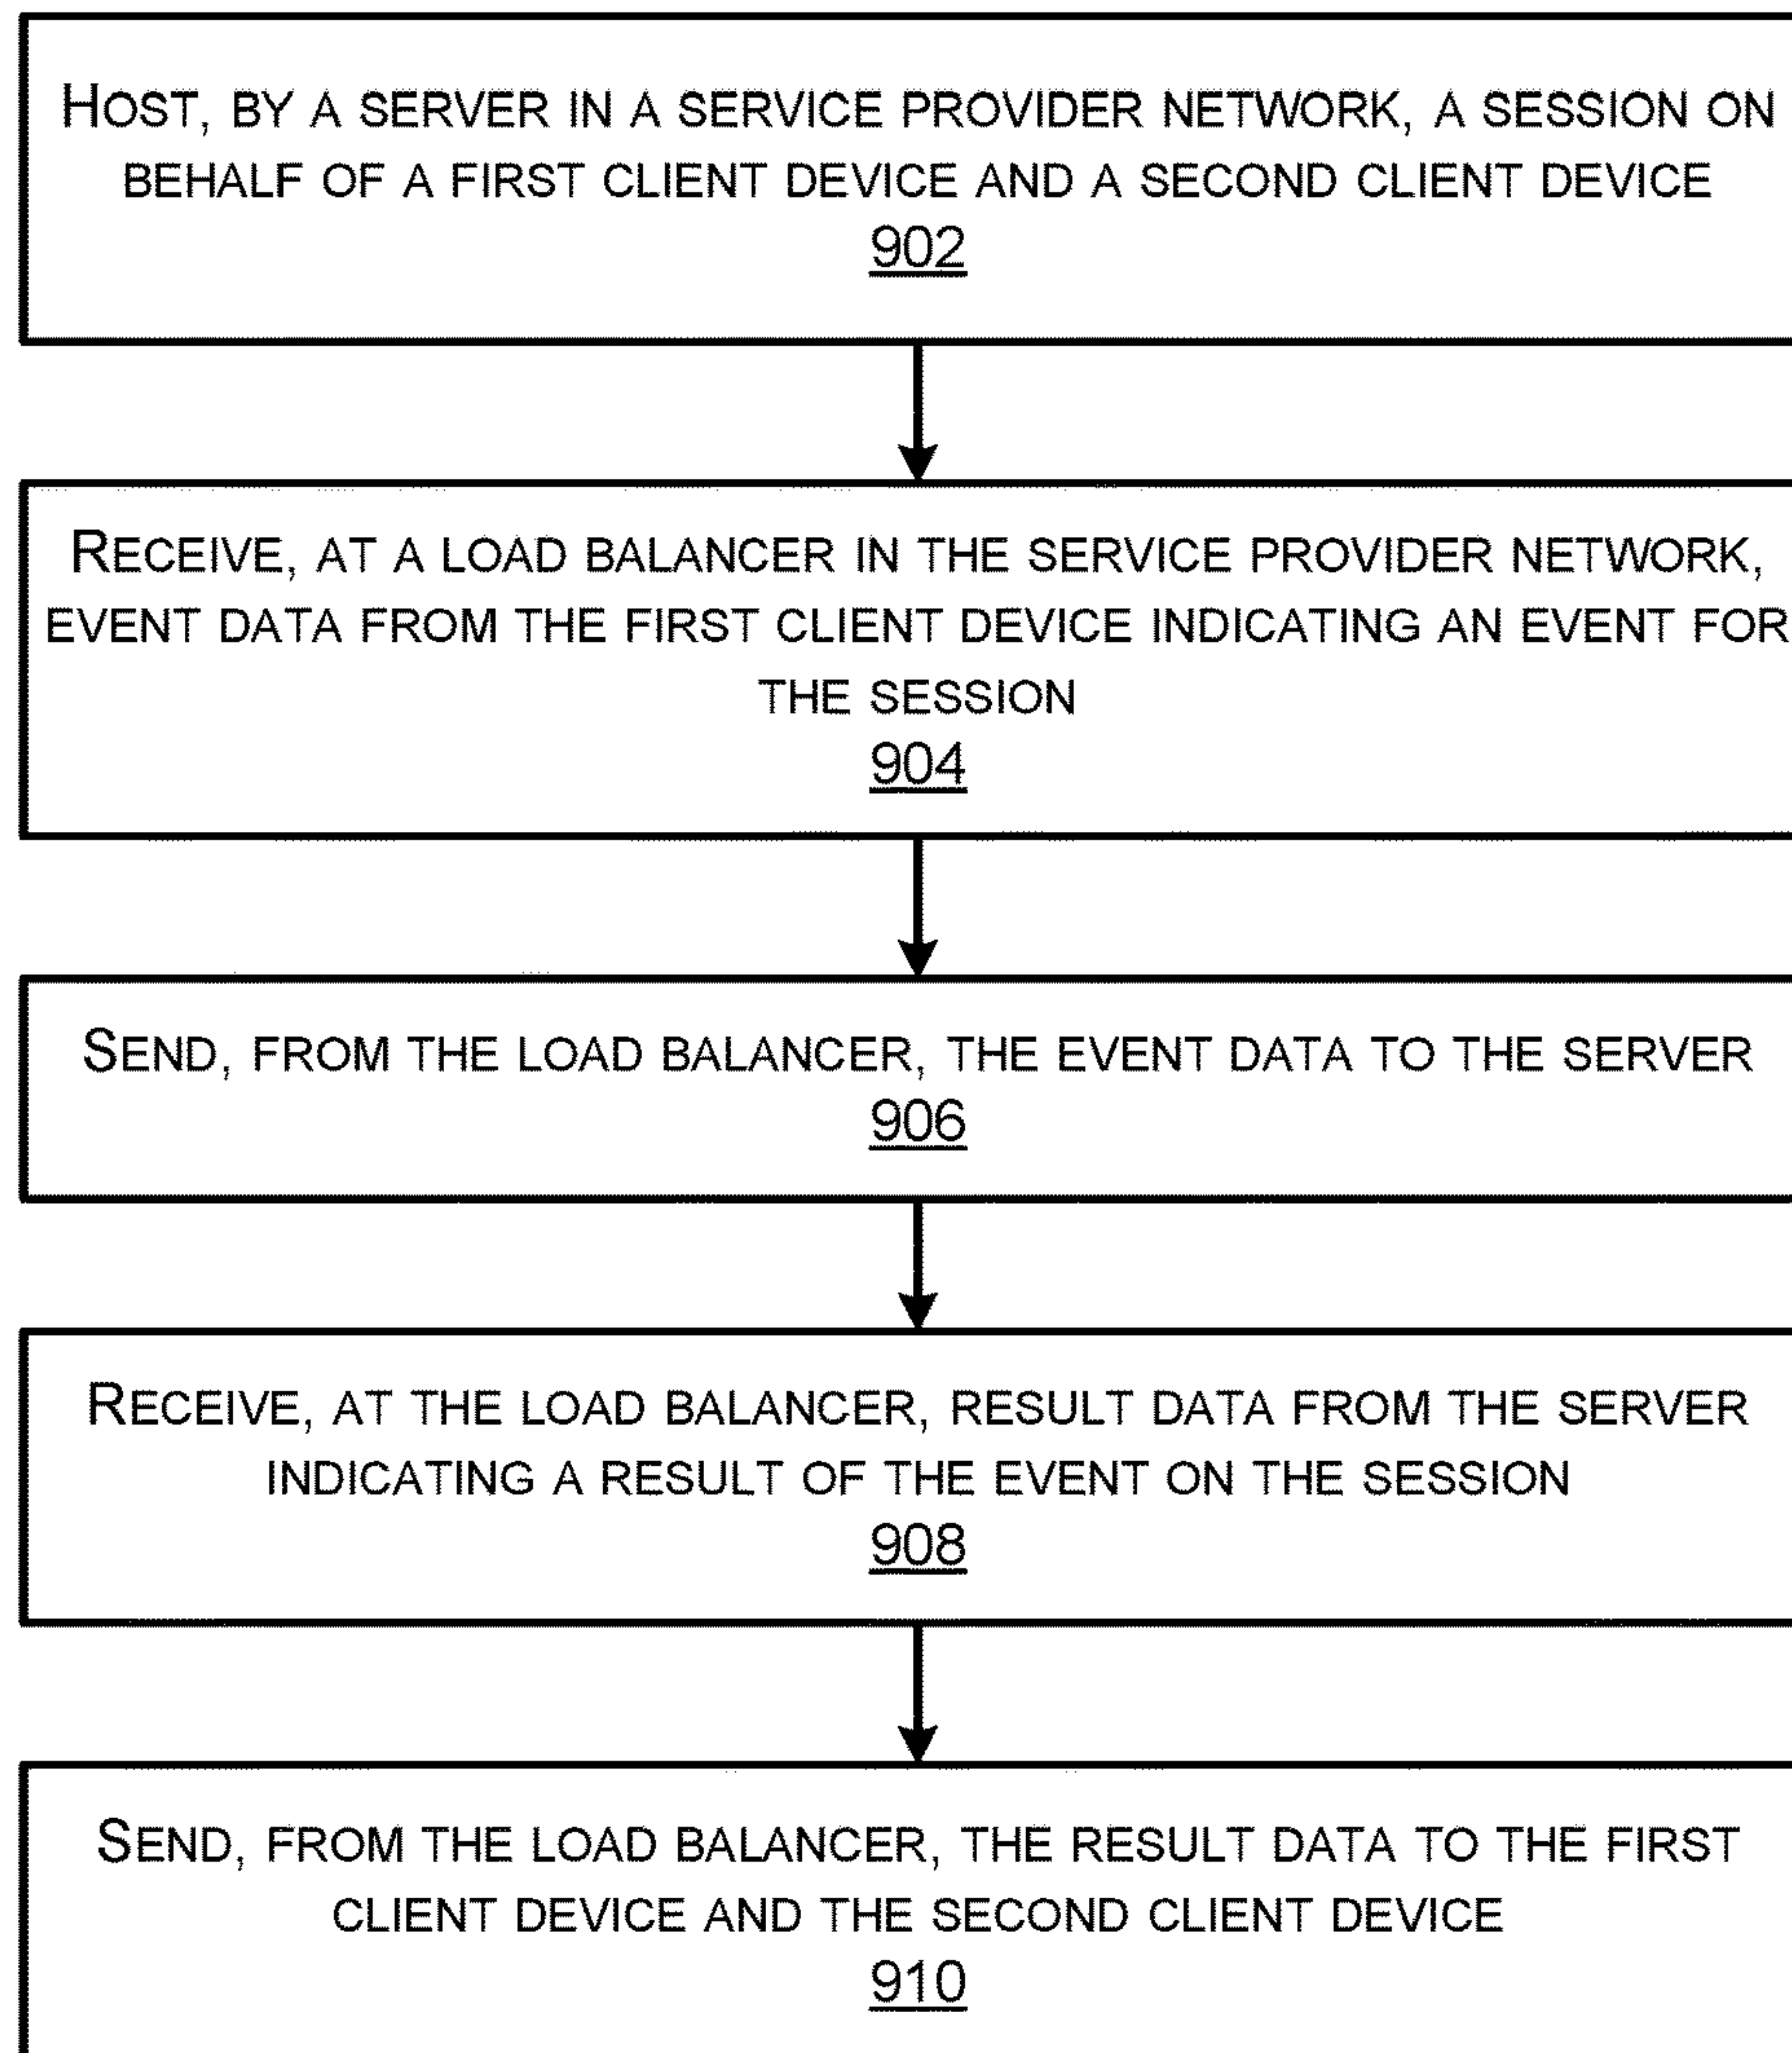 HOST, BY A SERVER IN A SERVICE PROVIDER NETWORK, A SESSION ON
BEHALF OF A FIRST CLIENT DEVICE AND A SECOND CLIENT DEVICE
902
RECEIVE, AT A LOAD BALANCER IN THE SERVICE PROVIDER NETWORK,
EVENT DATA FROM THE FIRST CLIENT DEVICE INDICATING AN EVENT FOR
THE SESSION
904
SEND, FROM THE LOAD BALANCER, THE EVENT DATA TO THE SERVER
906
RECEIVE, AT THE LOAD BALANCER, RESULT DATA FROM THE SERVER
INDICATING A RESULT OF THE EVENT ON THE SESSION
908
SEND, FROM THE LOAD BALANCER, THE RESULT DATA TO THE FIRST
CLIENT DEVICE AND THE SECOND CLIENT DEVICE
910